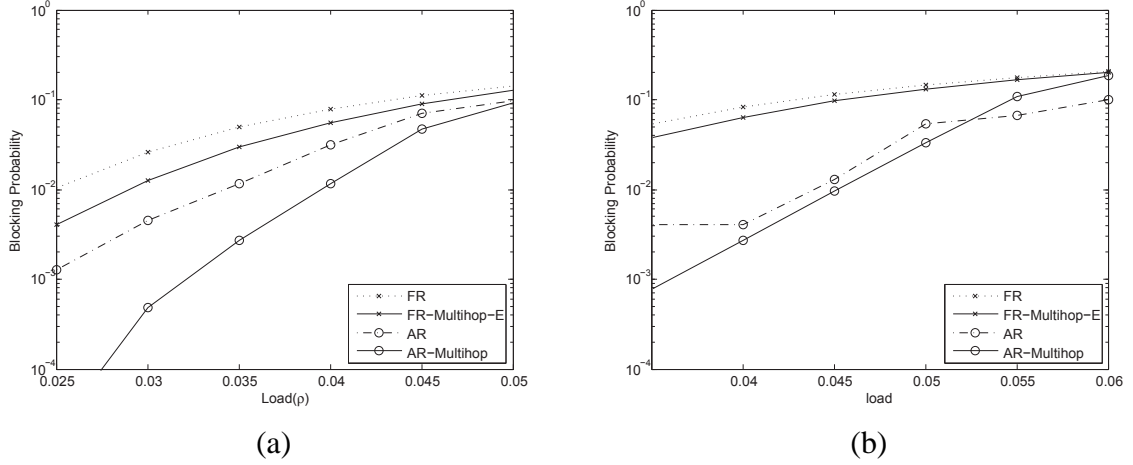 10^0
10^-1
10^-2
10^-3
10^-4
Blocking Probability
0.025 0.03 0.035 0.04 0.045 0.05
Load(ρ)
FR
FR−Multihop−E
AR
AR−Multihop
(a)
10^0
10^-1
10^-2
10^-3
10^-4
Blocking Probability
0.04 0.045 0.05 0.055 0.06
load
FR
FR−Multihop−E
AR
AR−Multihop
(b)